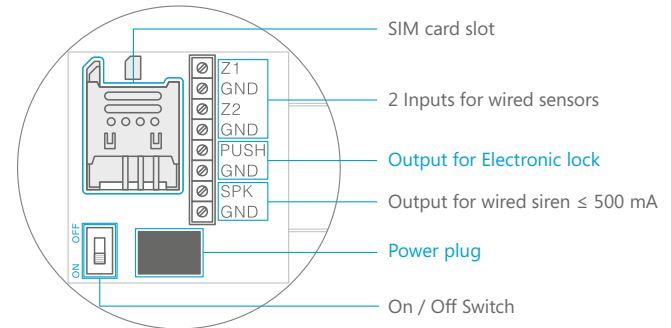 SIM card slot
Z1
GND
Z2
GND
2 Inputs for wired sensors
PUSH
GND
Output for Electronic lock
SPK
GND
Output for wired siren ≤ 500 mA
OFF
ON
Power plug
On / Off Switch